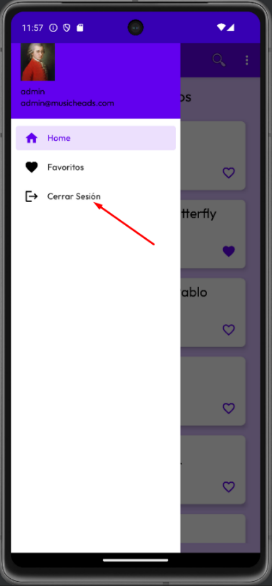 11:57
os
admin
admin@musicheads.com
Home
Favoritos
tterfly
Cerrar Sesión
ablo